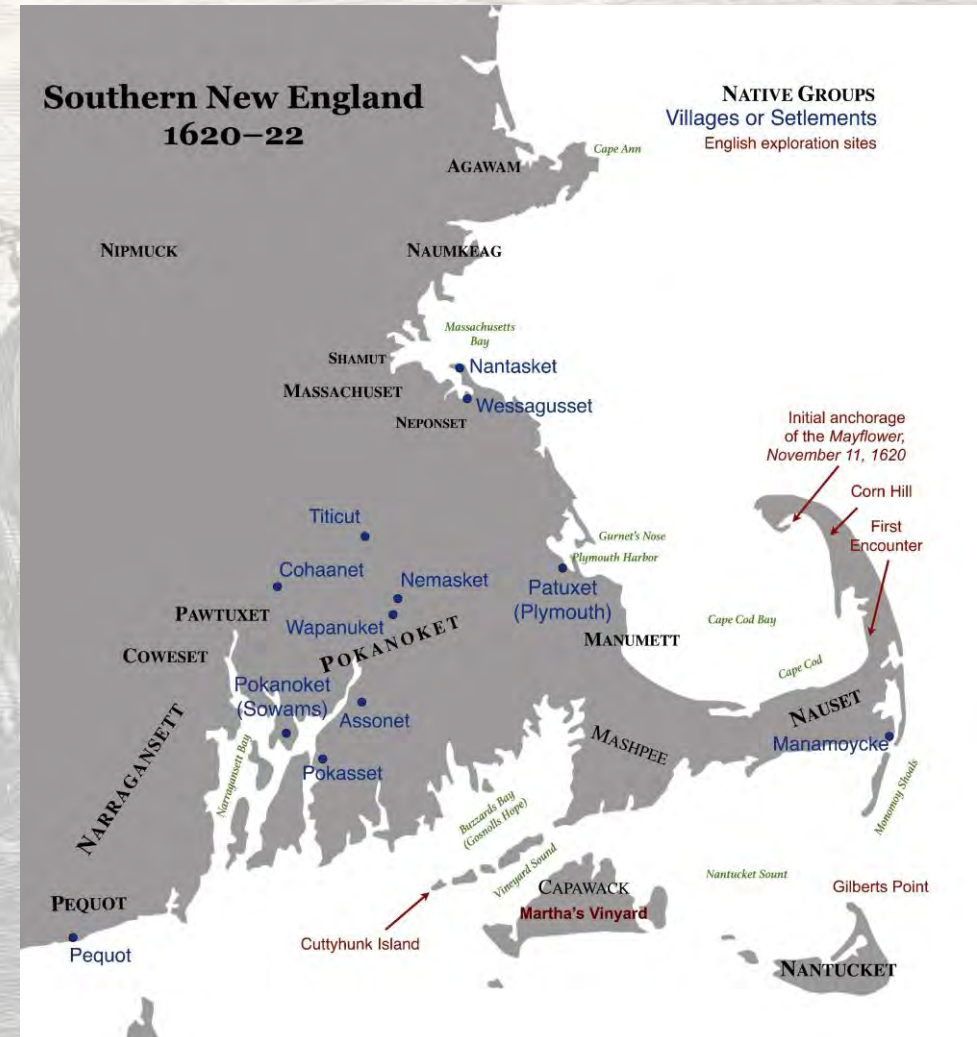 Southern New England
1620–22
NATIVE GROUPS
Villages or Setlements
English exploration sites
Cape Ann
AGAWAM
NIPMUCK
NAUMKEAG
Massachusetts
Bay
SHAMUT
Nantasket
MASSACHUSET
Wessagusset
NEPONSET
Initial anchorage
of the Mayflower,
November 11, 1620
Corn Hill
First
Encounter
Titicut
Gurnet's Nose
Plymouth Harbor
Cohaanet
Nemasket
Patuxet
(Plymouth)
PAWTUXET
Wapanuket
POKANOKET
MANUMETT
Cape Cod Bay
COWESET
Cape Cod
Pokanoket
(Sowams)
Assonet
NAUSET
Manamoycke
MASHPEE
Pokasset
NARRAGANSETT
Narragansett Bay
Buzzards Bay
(Gosnolls Hope)
Monomoy Shoals
Vineyard Sound
CAPAWACK
Martha's Vinyard
Nantucket Sount
Gilberts Point
PEQUOT
Pequot
Cuttyhunk Island
NANTUCKET